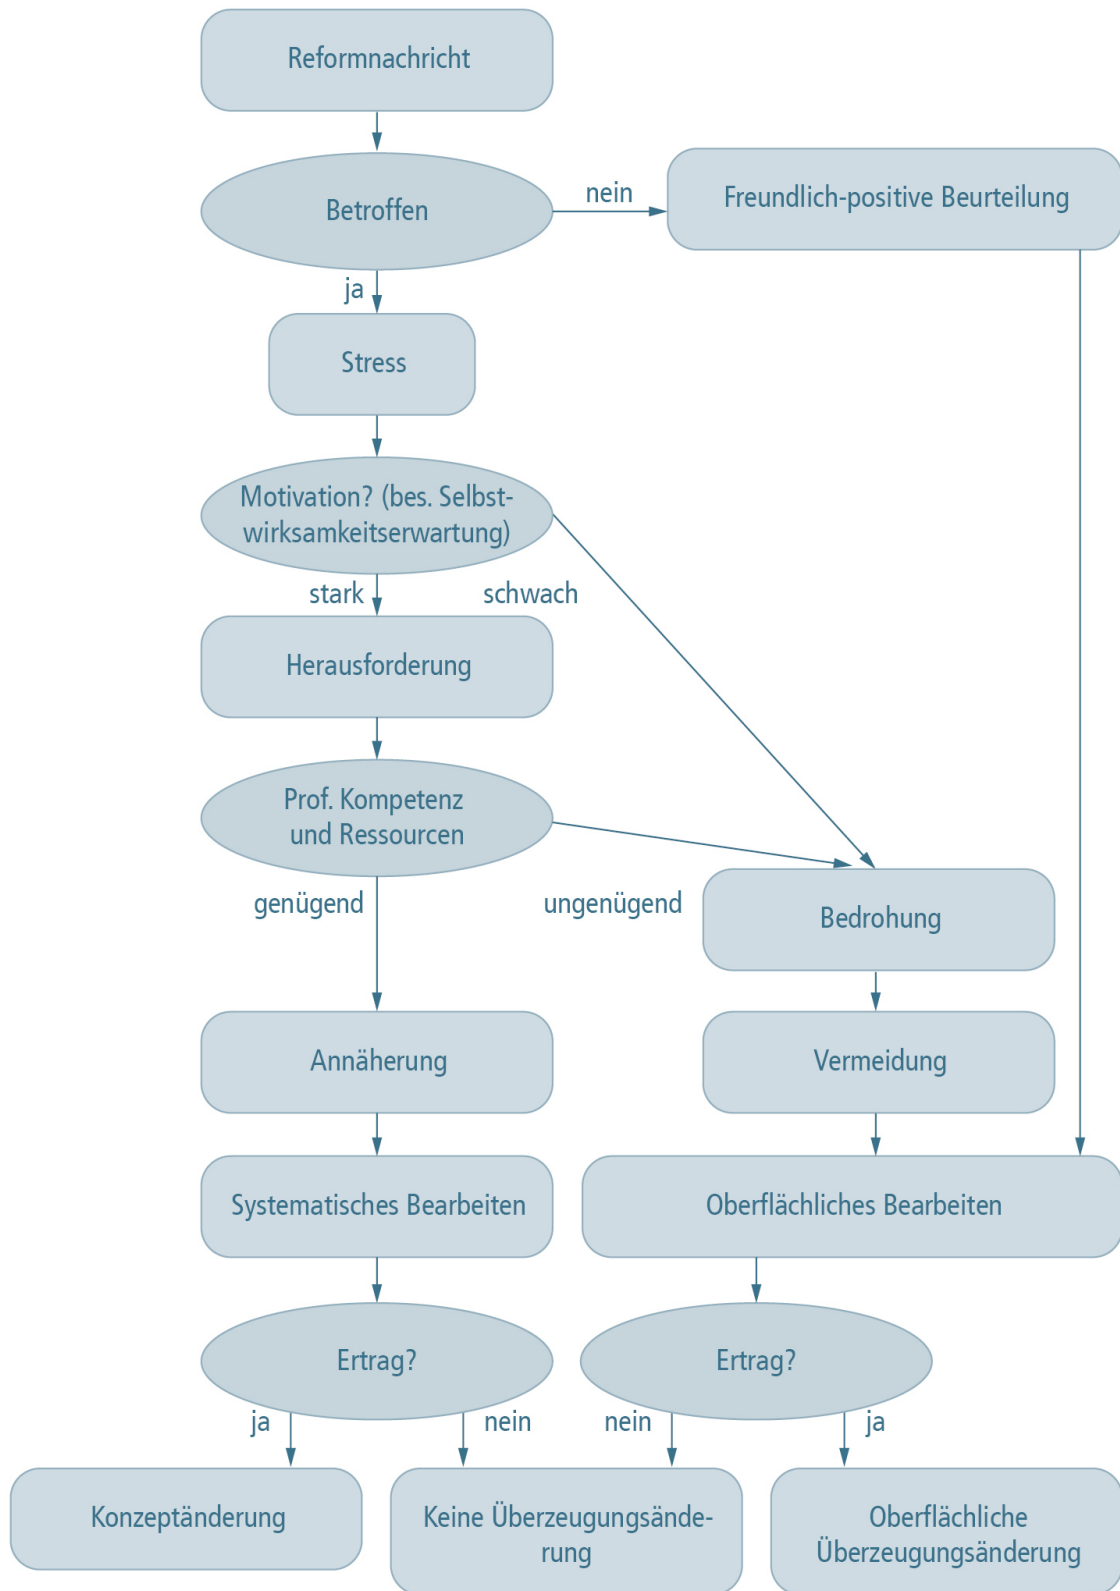 Reformnachricht
Betroffen
nein
Freundlich-positive Beurteilung
ja
Stress
Motivation? (bes. Selbst-
wirksamkeitserwartung)
stark
schwach
Herausforderung
Prof. Kompetenz
und Ressourcen
genügend
ungenügend
Bedrohung
Annäherung
Vermeidung
Systematisches Bearbeiten
Oberflächliches Bearbeiten
Ertrag?
Ertrag?
ja
nein
nein
ja
Konzeptänderung
Keine Überzeugungsände-
rung
Oberflächliche
Überzeugungsänderung